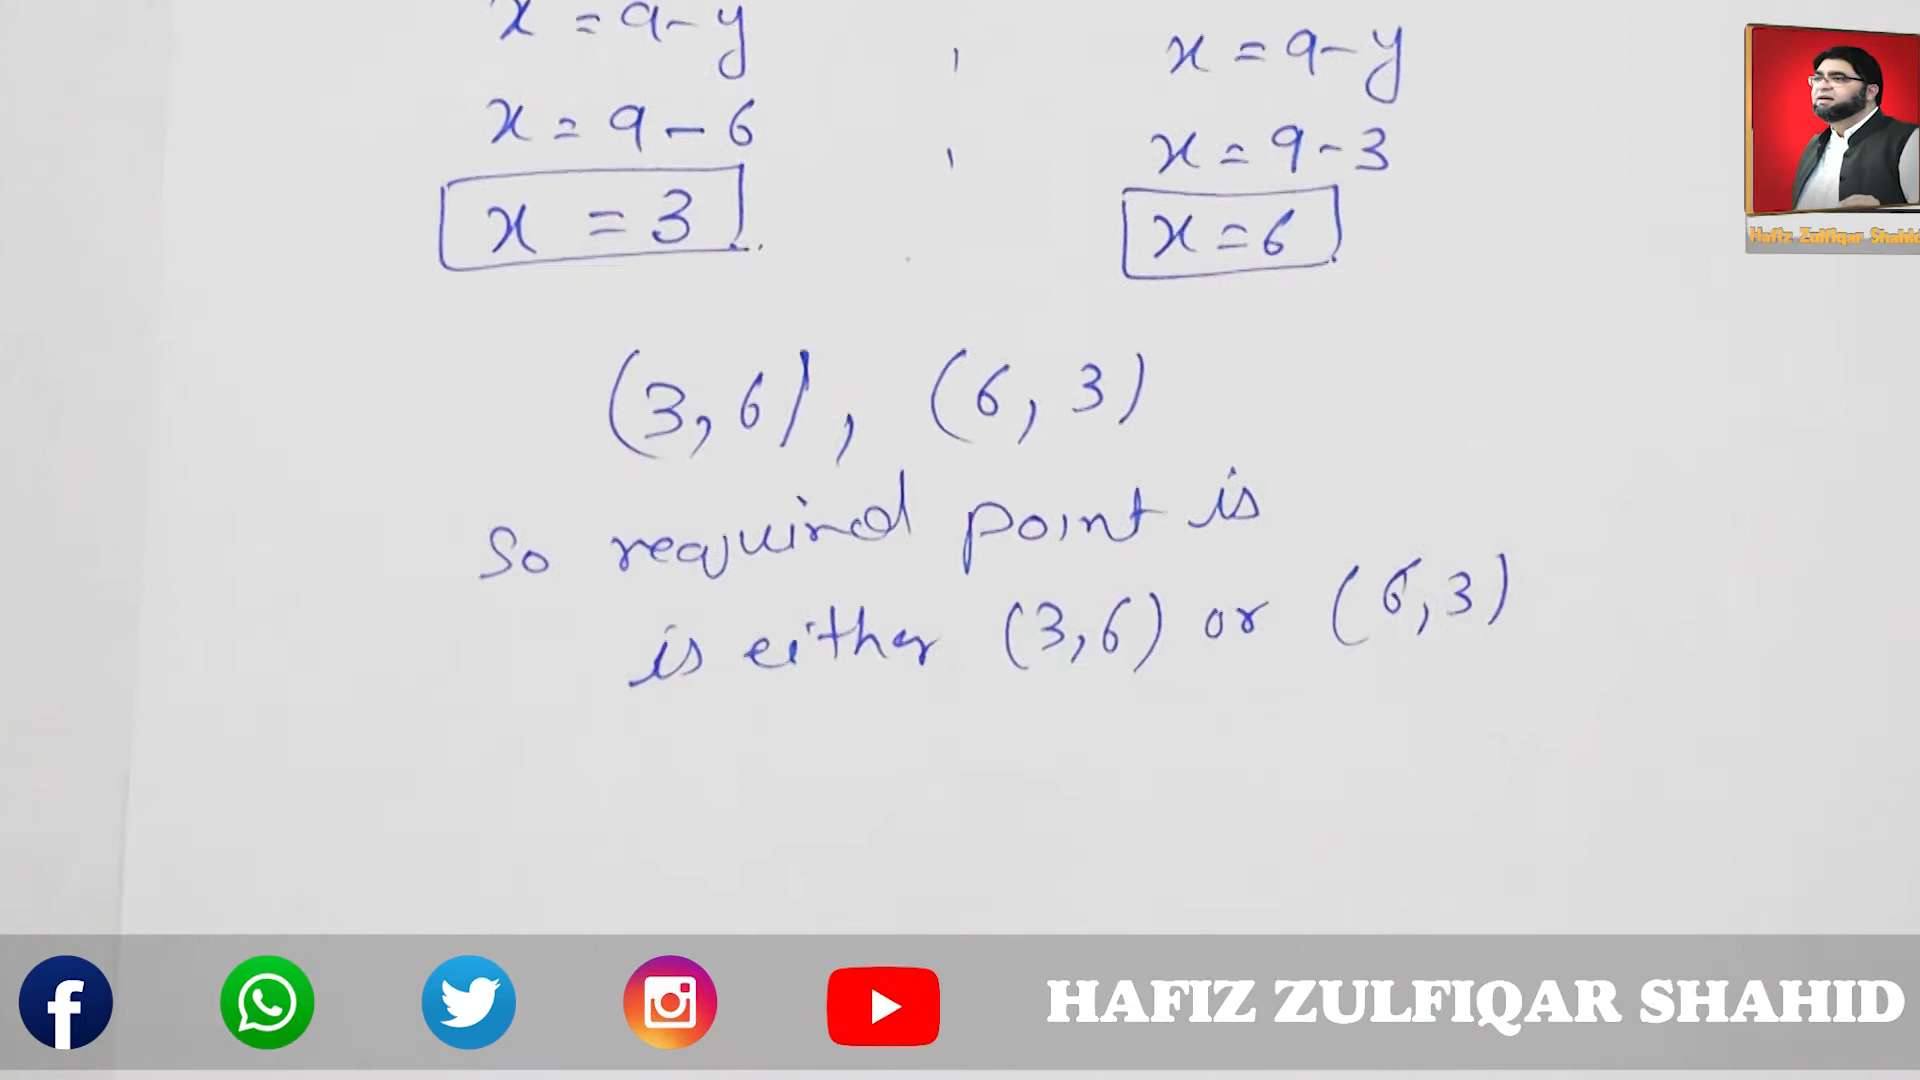 x = 9 - y , x = 9 - y
x = 9 - 6 , x = 9 - 3
x = 3 x = 6
(3, 6), (6, 3)
So required point is
is either (3, 6) or (6, 3)
Hafiz Zulfiqar Shahid
HAFIZ ZULFIQAR SHAHID